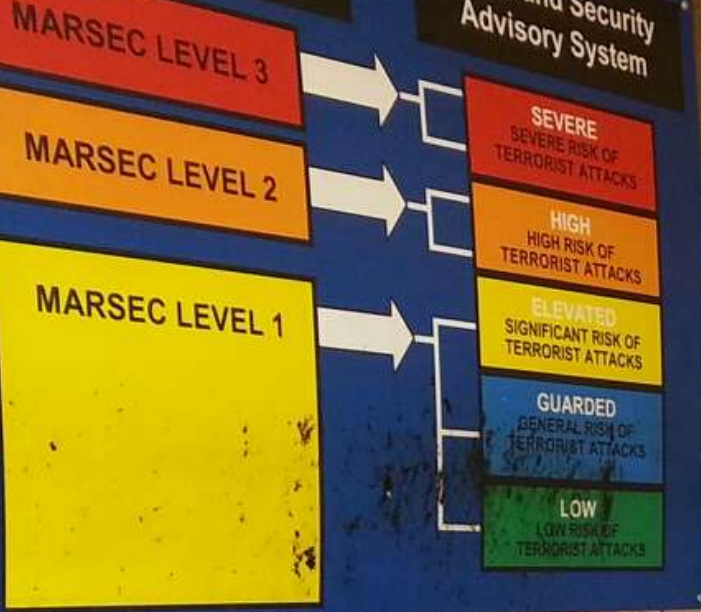 MARSEC LEVEL 3
MARSEC LEVEL 2
MARSEC LEVEL 1
Security
Advisory System
SEVERE
SEVERE RISK OF
TERRORIST ATTACKS
HIGH
HIGH RISK OF
TERRORIST ATTACKS
ELEVATED
SIGNIFICANT RISK OF
TERRORIST ATTACKS
GUARDED
GENERAL RISK OF
TERRORIST ATTACKS
LOW
LOW RISK OF
TERRORIST ATTACKS